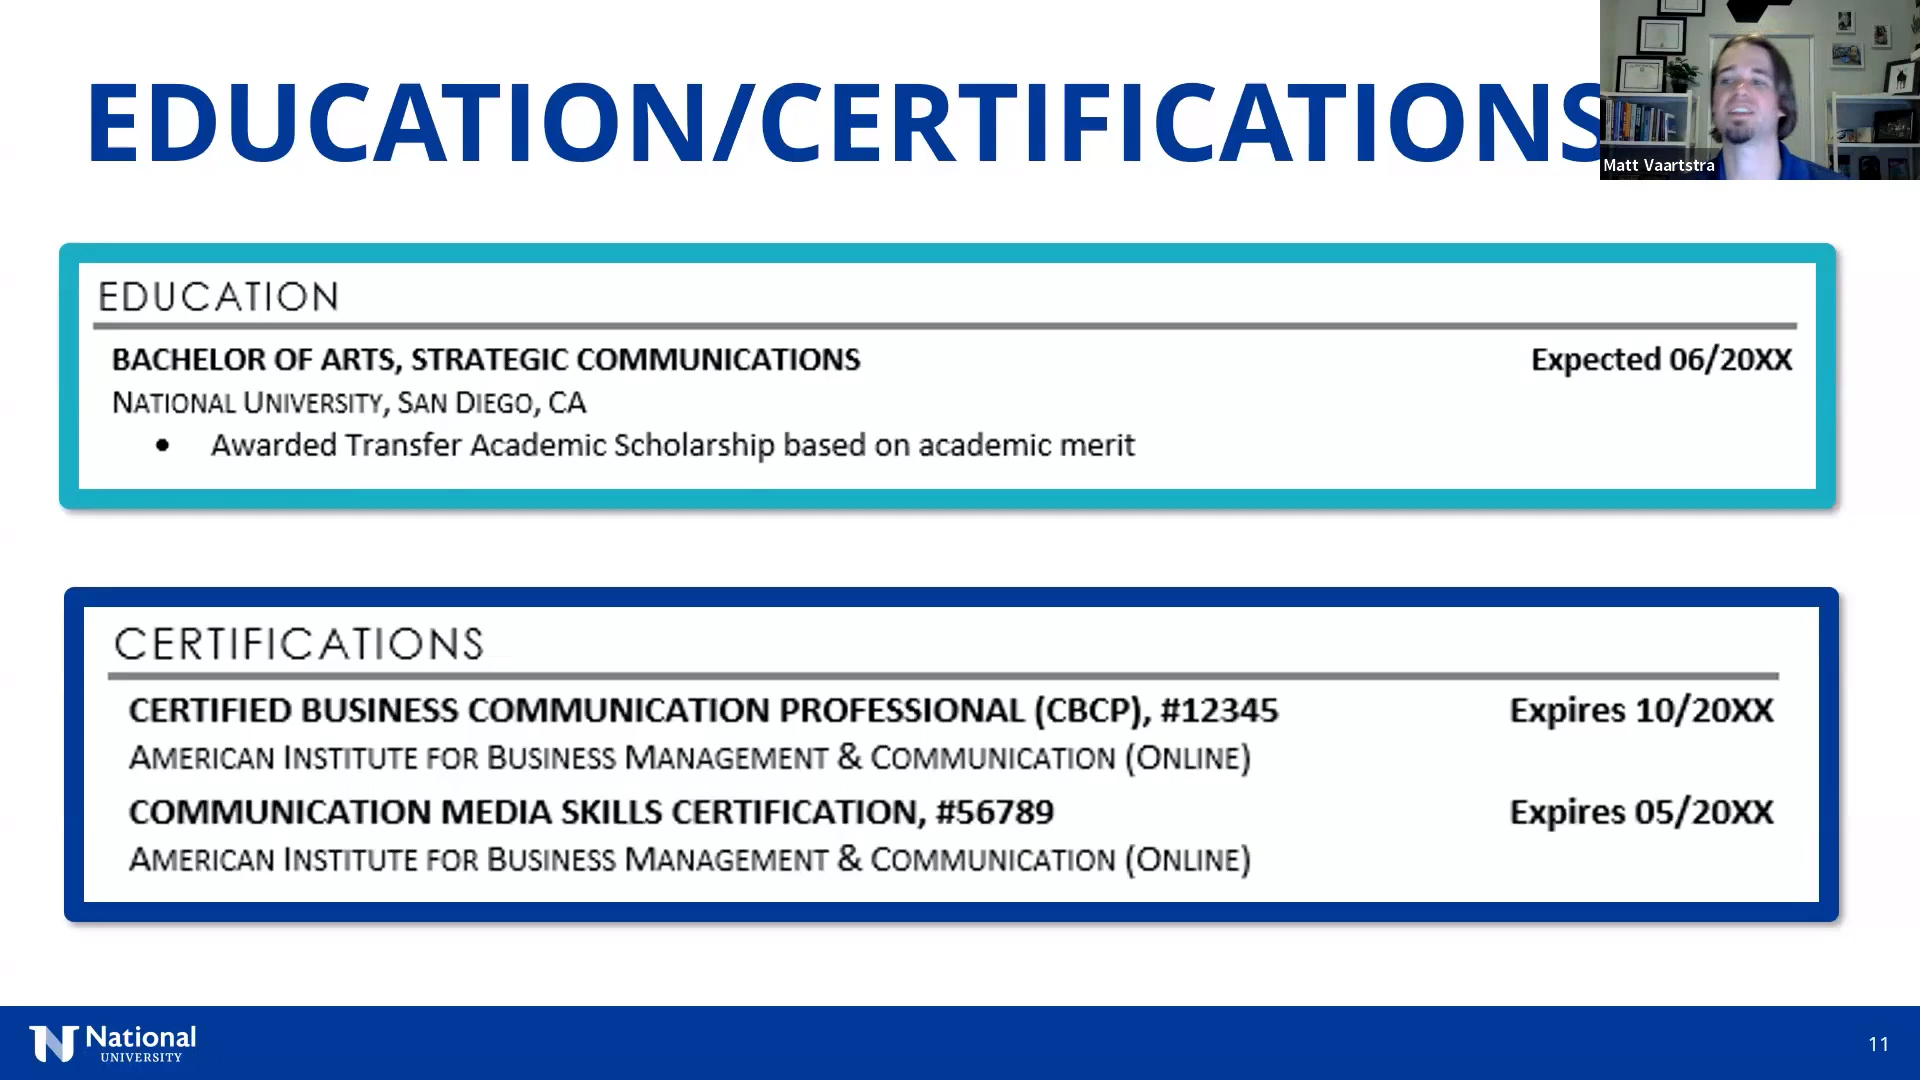 EDUCATION/CERTIFICATIONS
Matt Vaartstra
EDUCATION
BACHELOR OF ARTS, STRATEGIC COMMUNICATIONS Expected 06/20XX
NATIONAL UNIVERSITY, SAN DIEGO, CA
• Awarded Transfer Academic Scholarship based on academic merit
CERTIFICATIONS
CERTIFIED BUSINESS COMMUNICATION PROFESSIONAL (CBCP), #12345 Expires 10/20XX
AMERICAN INSTITUTE FOR BUSINESS MANAGEMENT & COMMUNICATION (ONLINE)
COMMUNICATION MEDIA SKILLS CERTIFICATION, #56789 Expires 05/20XX
AMERICAN INSTITUTE FOR BUSINESS MANAGEMENT & COMMUNICATION (ONLINE)
National
UNIVERSITY
11